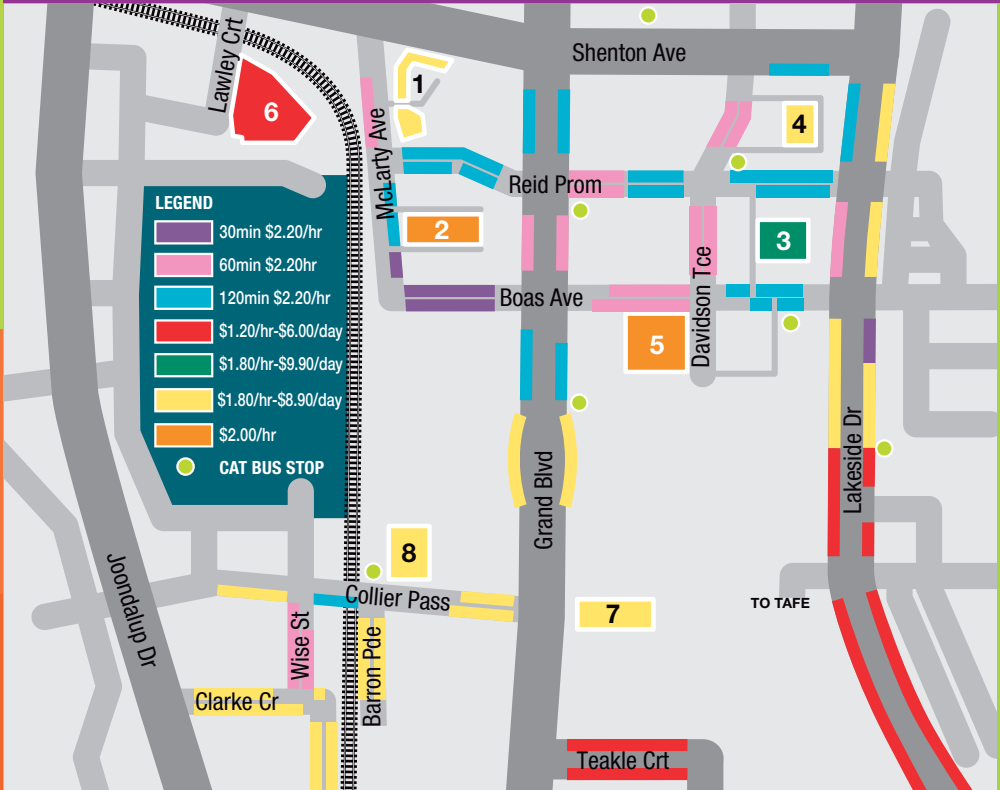 Shenton Ave
Lawley Crt
1
6
4
McLarty Ave
Reid Prom
LEGEND
30min $2.20/hr
60min $2.20hr
120min $2.20/hr
$1.20/hr-$6.00/day
$1.80/hr-$9.90/day
$1.80/hr-$8.90/day
$2.00/hr
CAT BUS STOP
2
3
Boas Ave
Davidson Tce
5
Grand Blvd
Lakeside Dr
8
Joondalup Dr
Collier Pass
7
TO TAFE
Wise St
Barron Pde
Clarke Cr
Teakle Crt